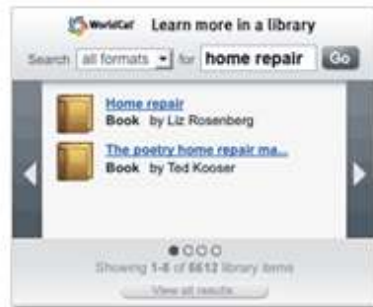 WorldCat® Learn more in a library
Search all formats for home repair Go
Home repair
Book by Liz Rosenberg
The poetry home repair ma...
Book by Ted Kooser
Showing 1-8 of 6612 library items
View all results